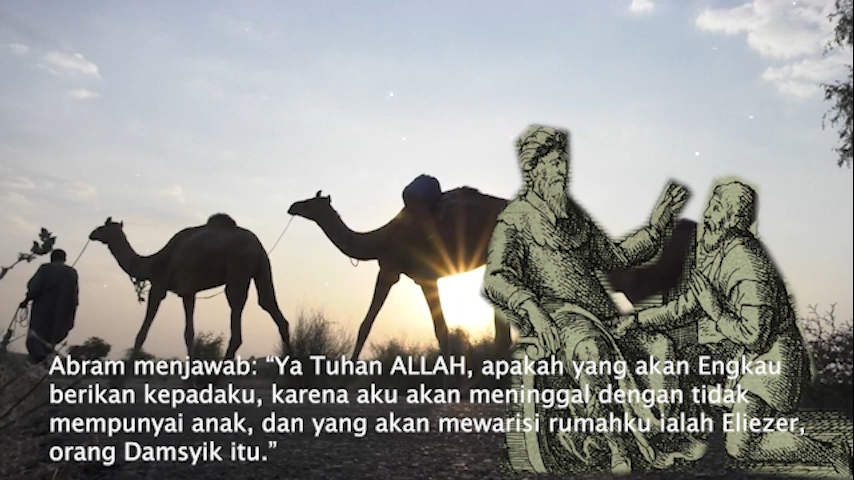 Abram menjawab: “Ya Tuhan ALLAH, apakah yang akan Engkau
berikan kepadaku, karena aku akan meninggal dengan tidak
mempunyai anak, dan yang akan mewarisi rumahku ialah Eliezer,
orang Damsyik itu.”